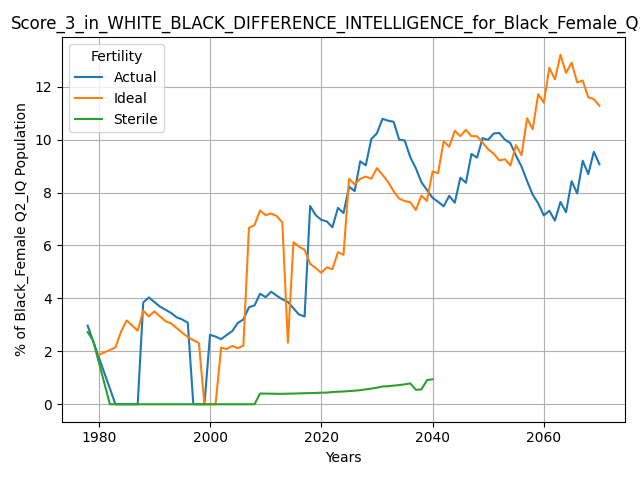 Score_3_in_WHITE_BLACK_DIFFERENCE_INTELLIGENCE_for_Black_Female_Q
Fertility
Actual
Ideal
Sterile
% of Black_Female Q2_IQ Population
12
10
8
6
4
2
0
1980 2000 2020 2040 2060
Years